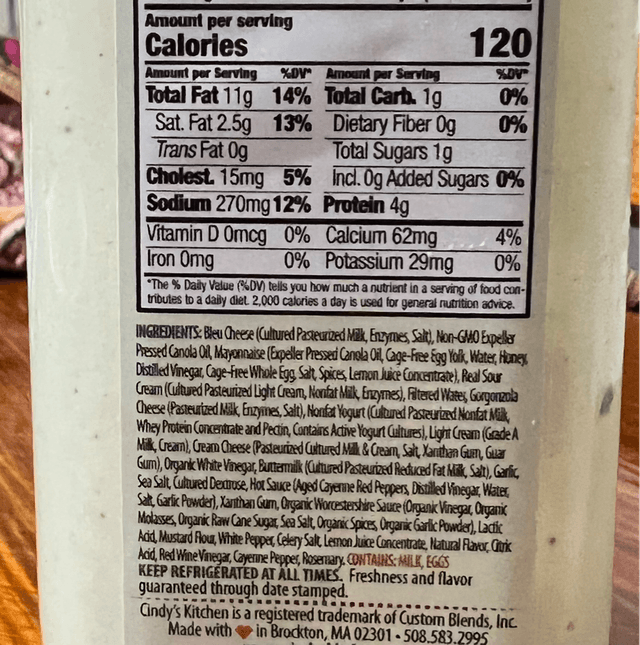 Amount per serving
Calories 120
Amount per Serving %DV* Amount per Serving %DV*
Total Fat 11g 14% Total Carb. 1g 0%
Sat. Fat 2.5g 13% Dietary Fiber 0g 0%
Trans Fat 0g Total Sugars 1g
Cholest. 15mg 5% Incl. 0g Added Sugars 0%
Sodium 270mg 12% Protein 4g
Vitamin D 0mcg 0% Calcium 62mg 4%
Iron 0mg 0% Potassium 29mg 0%
*The % Daily Value (%DV) tells you how much a nutrient in a serving of food con-
tributes to a daily diet. 2,000 calories a day is used for general nutrition advice.
INGREDIENTS: Bleu Cheese (Cultured Pasteurized Milk, Enzymes, Salt), Non-GMO Expeller
Pressed Canola Oil, Mayonnaise (Expeller Pressed Canola Oil, Cage-Free Egg Yolk, Water, Honey,
Distilled Vinegar, Cage-Free Whole Egg, Salt, Spices, Lemon Juice Concentrate), Real Sour
Cream (Cultured Pasteurized Light Cream, Nonfat Milk, Enzymes), Filtered Water, Gorgonzola
Cheese (Pasteurized Milk, Enzymes, Salt), Nonfat Yogurt (Cultured Pasteurized Nonfat Milk,
Whey Protein Concentrate and Pectin, Contains Active Yogurt Cultures), Light Cream (Grade A
Milk, Cream), Cream Cheese (Pasteurized Cultured Milk & Cream, Salt, Xanthan Gum, Guar
Gum), Organic White Vinegar, Buttermilk (Cultured Pasteurized Reduced Fat Milk, Salt), Garlic,
Sea Salt, Cultured Dextrose, Hot Sauce (Aged Cayenne Red Peppers, Distilled Vinegar, Water,
Salt, Garlic Powder), Xanthan Gum, Organic Worcestershire Sauce (Organic Vinegar, Organic
Molasses, Organic Raw Cane Sugar, Sea Salt, Organic Spices, Organic Garlic Powder), Lactic
Acid, Mustard Flour, White Pepper, Celery Salt, Lemon Juice Concentrate, Natural Flavor, Citric
Acid, Red Wine Vinegar, Cayenne Pepper, Rosemary. CONTAINS: MILK, EGGS
KEEP REFRIGERATED AT ALL TIMES. Freshness and flavor
guaranteed through date stamped.
Cindy's Kitchen is a registered trademark of Custom Blends, Inc.
Made with in Brockton, MA 02301 • 508.583.2995